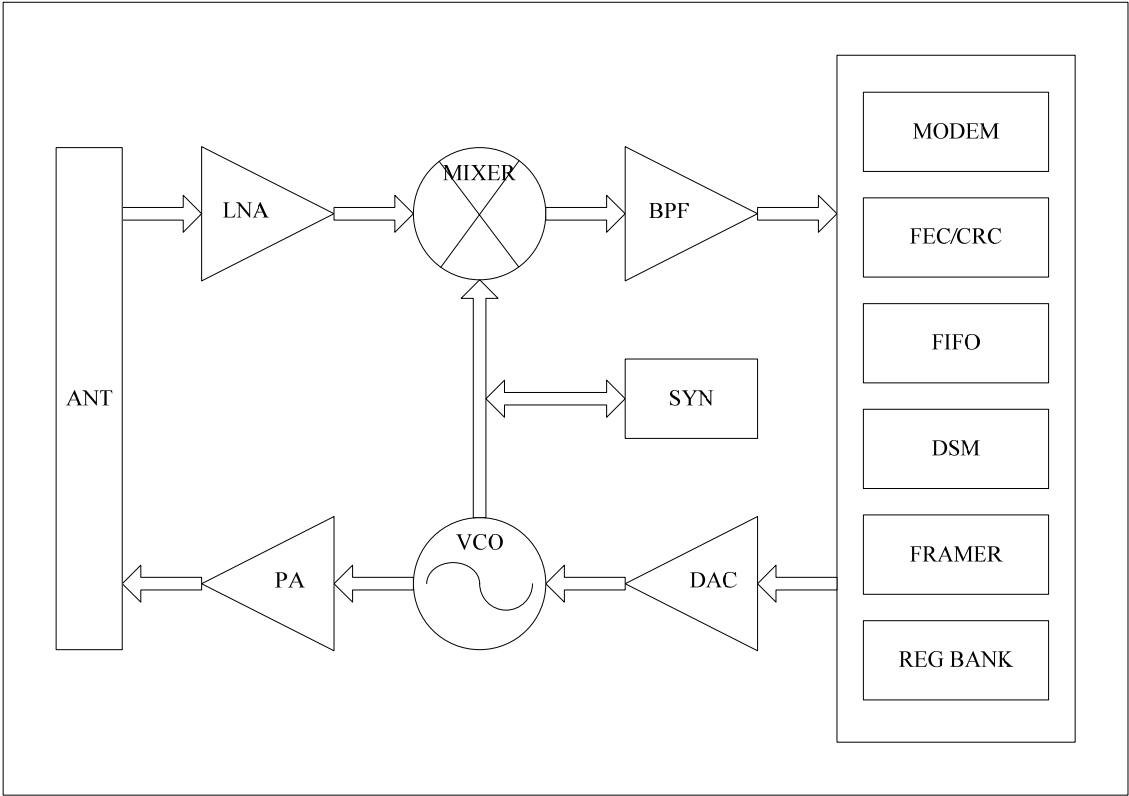 MODEM
MIXER
LNA
BPF
FEC/CRC
FIFO
ANT
SYN
DSM
VCO
FRAMER
PA
DAC
REG BANK